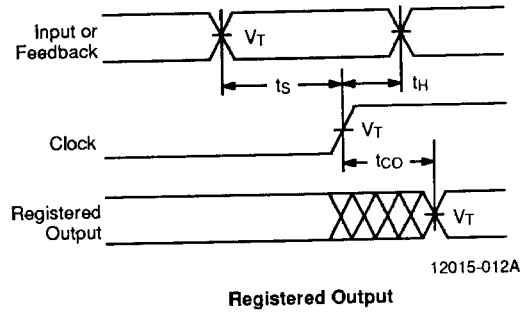 Input or
Feedback
VT
tS
tH
Clock
VT
tCO
Registered
Output
VT
12015-012A
Registered Output